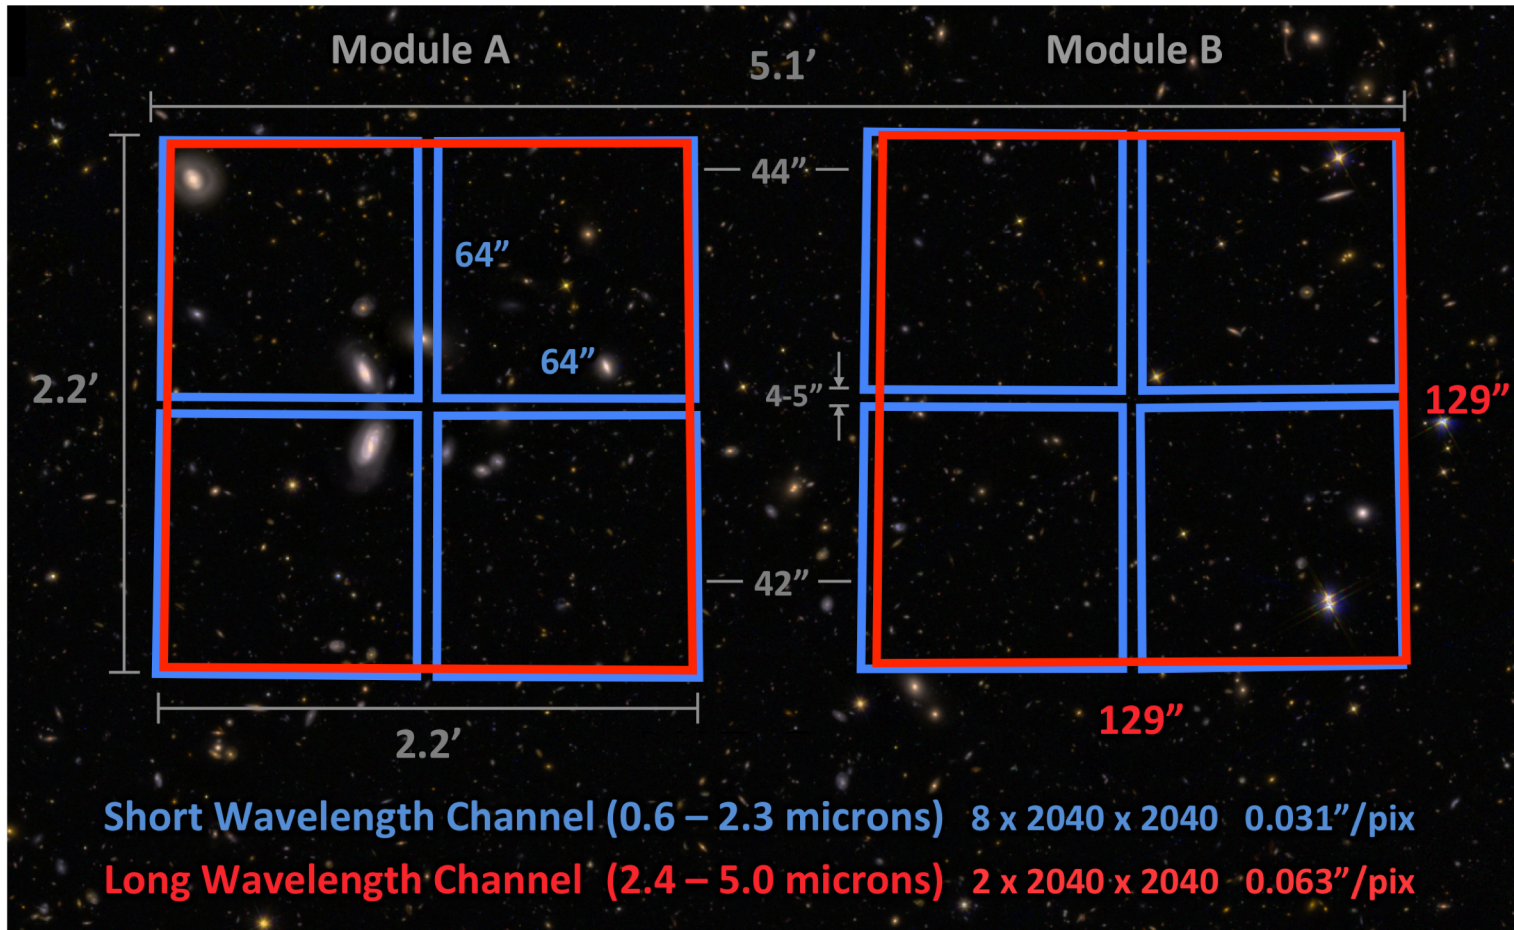 Module A
Module B
5.1’
44”
64”
64”
2.2’
4-5”
129”
42”
129”
2.2’
Short Wavelength Channel (0.6 – 2.3 microns) 8 x 2040 x 2040 0.031”/pix
Long Wavelength Channel (2.4 – 5.0 microns) 2 x 2040 x 2040 0.063”/pix